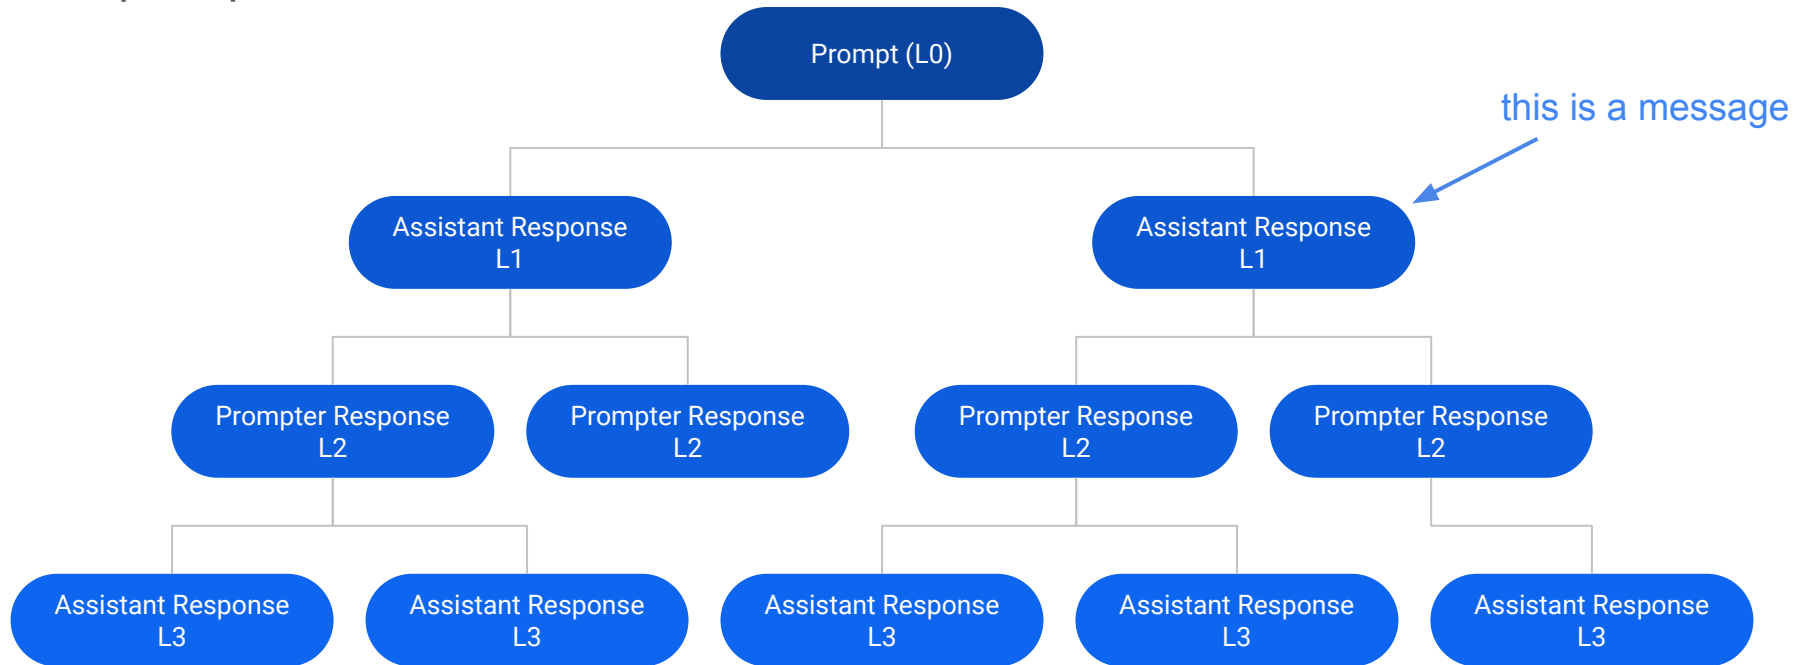 Prompt (L0)
this is a message
Assistant Response
L1
Assistant Response
L1
Prompter Response
L2
Prompter Response
L2
Prompter Response
L2
Prompter Response
L2
Assistant Response
L3
Assistant Response
L3
Assistant Response
L3
Assistant Response
L3
Assistant Response
L3